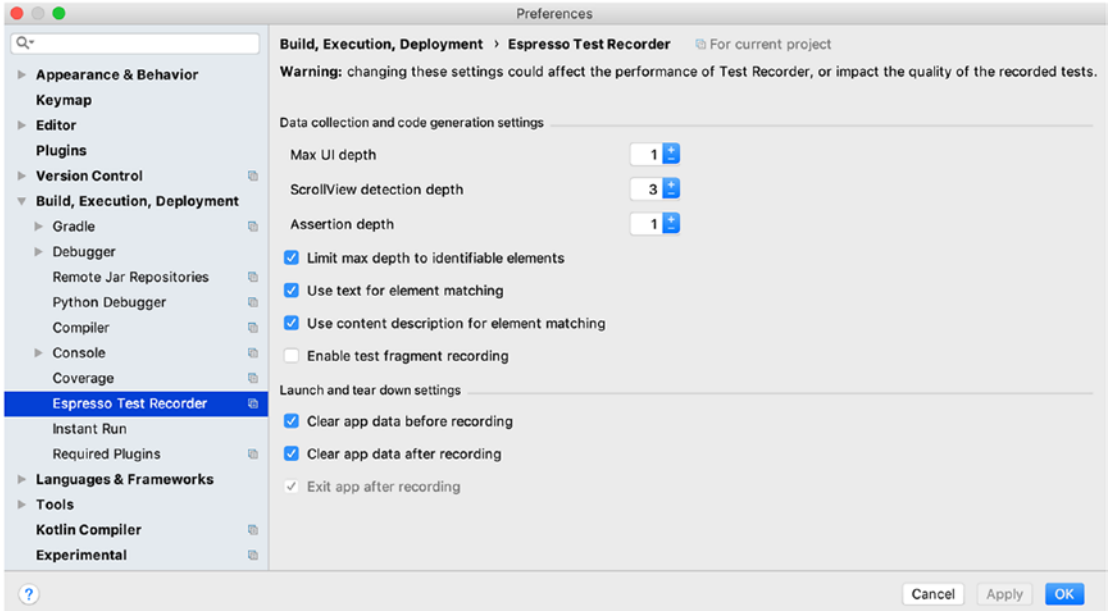 Preferences
Appearance & Behavior
Keymap
Editor
Plugins
Version Control
Build, Execution, Deployment
Gradle
Debugger
Remote Jar Repositories
Python Debugger
Compiler
Console
Coverage
Espresso Test Recorder
Instant Run
Required Plugins
Languages & Frameworks
Tools
Kotlin Compiler
Experimental
Build, Execution, Deployment › Espresso Test Recorder For current project
Warning: changing these settings could affect the performance of Test Recorder, or impact the quality of the recorded tests.
Data collection and code generation settings
Max UI depth 1
ScrollView detection depth 3
Assertion depth 1
Limit max depth to identifiable elements
Use text for element matching
Use content description for element matching
Enable test fragment recording
Launch and tear down settings
Clear app data before recording
Clear app data after recording
Exit app after recording
? Cancel Apply OK